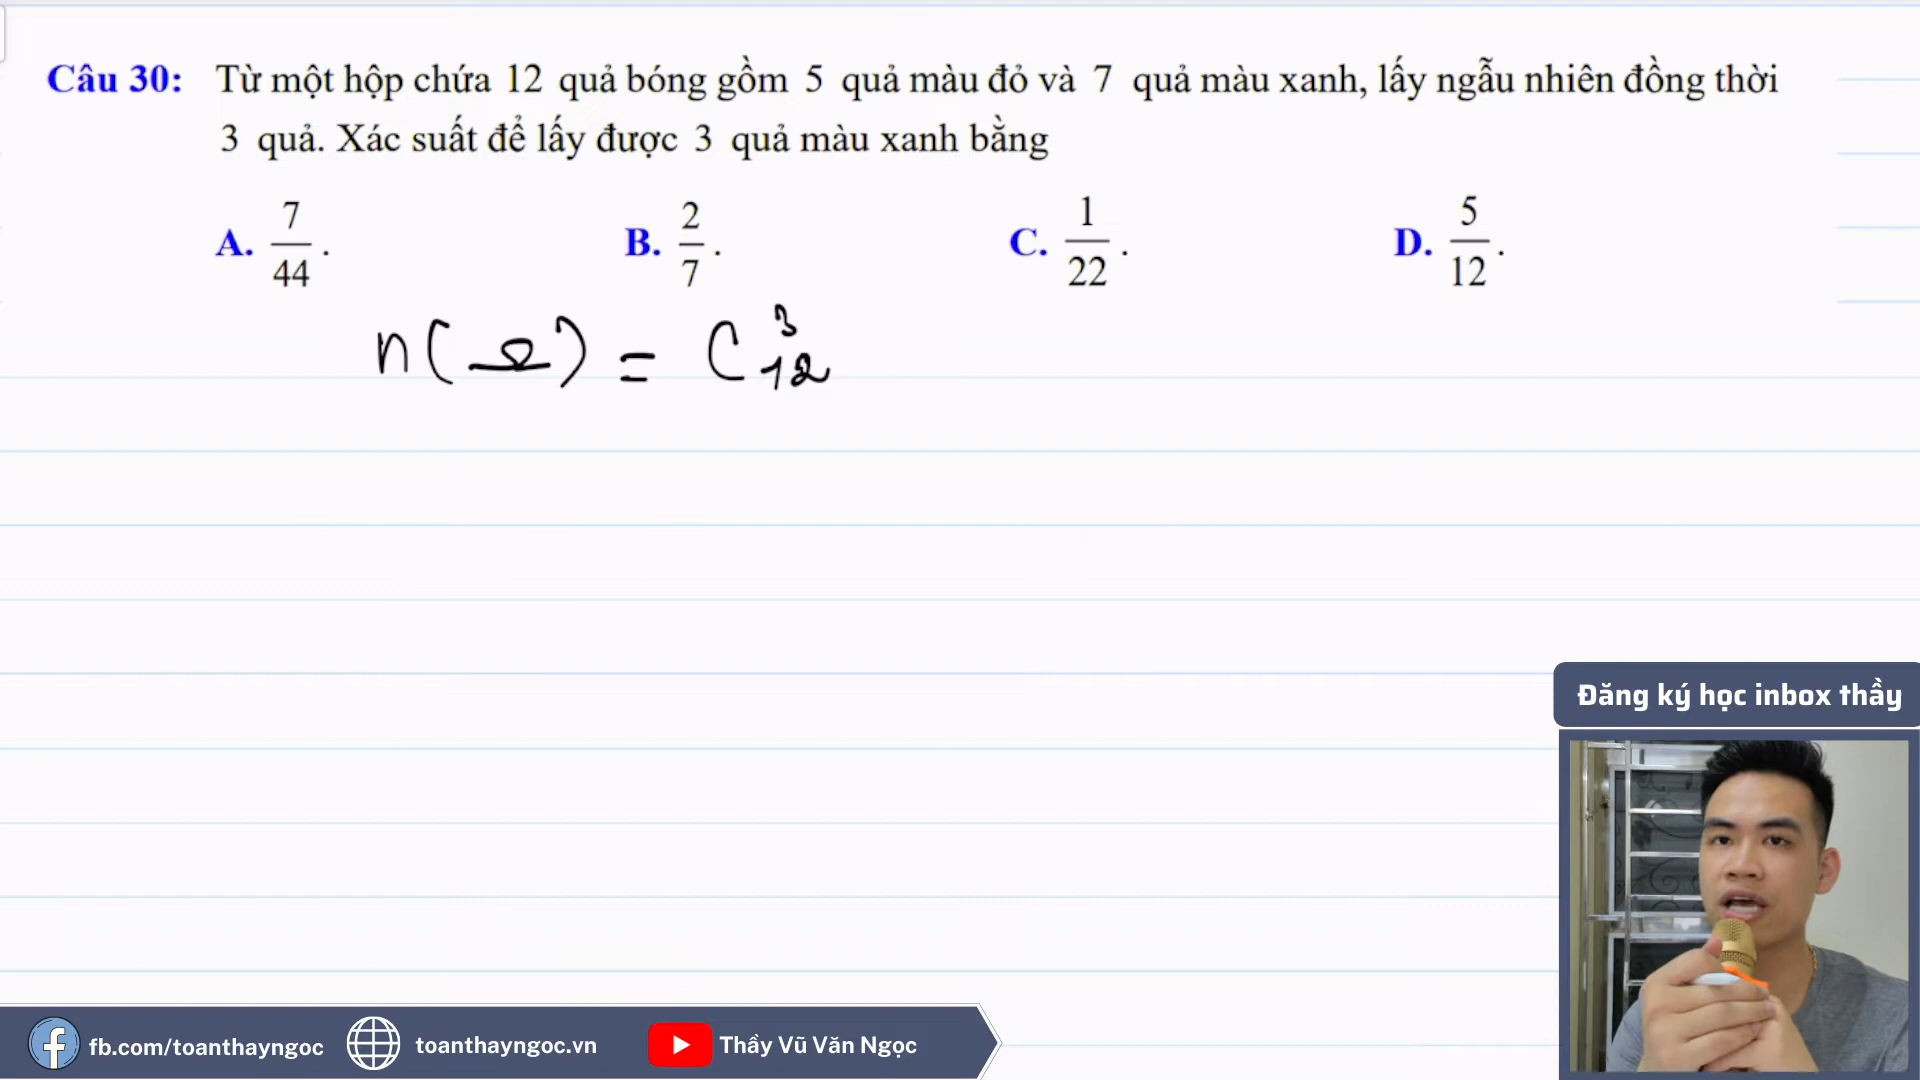 Câu 30: Từ một hộp chứa 12 quả bóng gồm 5 quả màu đỏ và 7 quả màu xanh, lấy ngẫu nhiên đồng thời
3 quả. Xác suất để lấy được 3 quả màu xanh bằng
A. 7/44. B. 2/7. C. 1/22. D. 5/12.
n(Ω) = C³₁₂
Đăng ký học inbox thầy
fb.com/toanthayngoc toanthayngoc.vn Thầy Vũ Văn Ngọc